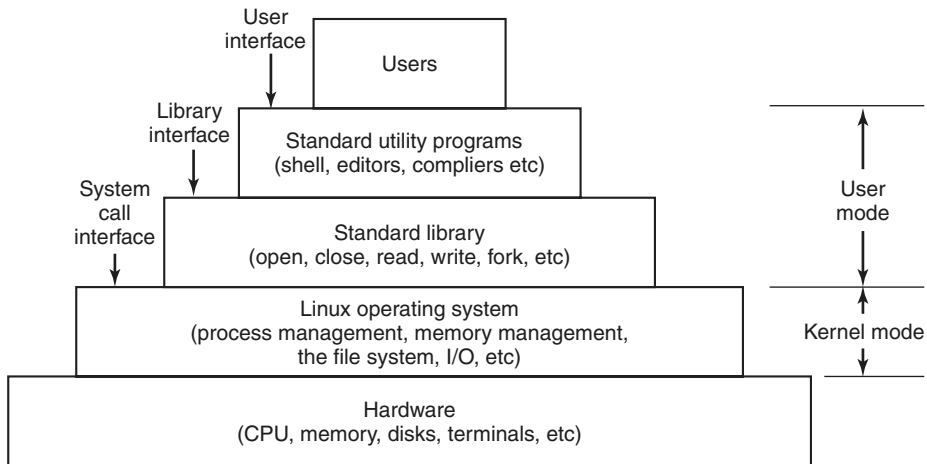 User
interface
Users
Library
interface
Standard utility programs
(shell, editors, compliers etc)
System
call
interface
User
mode
Standard library
(open, close, read, write, fork, etc)
Linux operating system
(process management, memory management,
the file system, I/O, etc)
Kernel mode
Hardware
(CPU, memory, disks, terminals, etc)